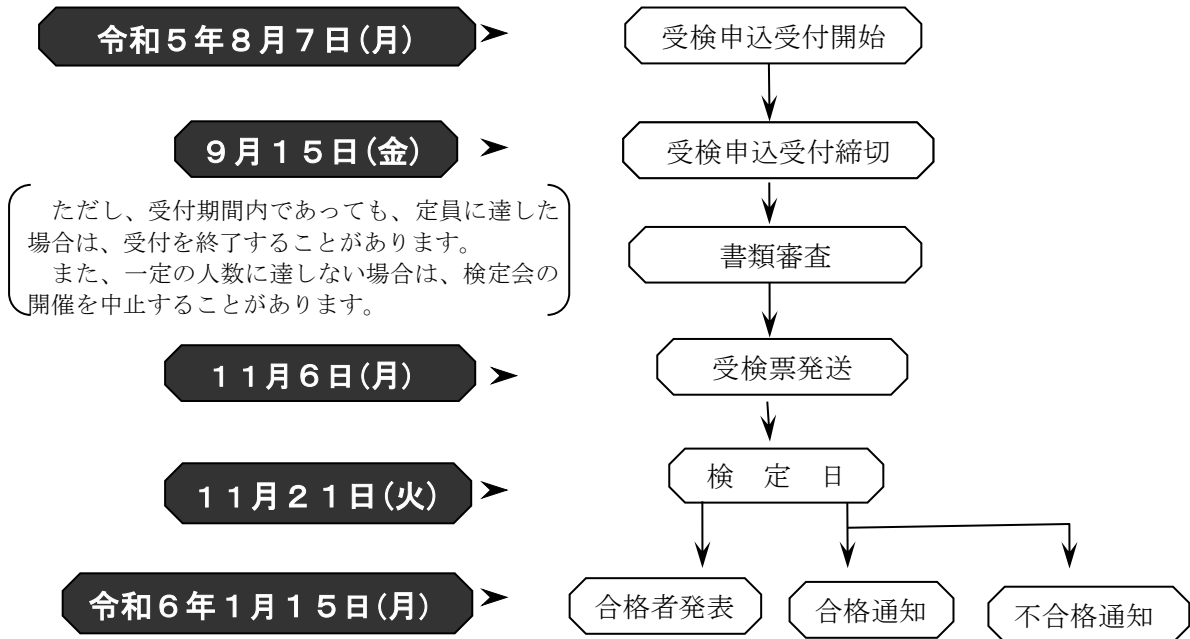 令和５年８月７日(月)
受検申込受付開始
９月１５日(金)
受検申込受付締切
ただし、受付期間内であっても、定員に達した
場合は、受付を終了することがあります。
また、一定の人数に達しない場合は、検定会の
開催を中止することがあります。
書類審査
１１月６日(月)
受検票発送
１１月２１日(火)
検　定　日
令和６年１月１５日(月)
合格者発表
合格通知
不合格通知